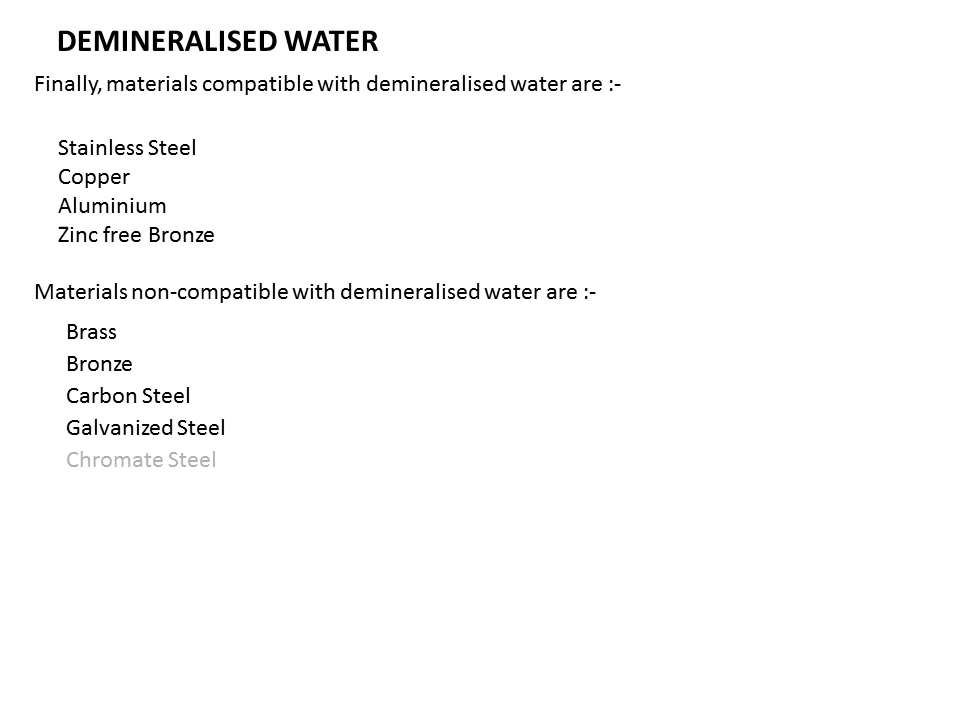 DEMINERALISED WATER
Finally, materials compatible with demineralised water are :-
Stainless Steel
Copper
Aluminium
Zinc free Bronze
Materials non-compatible with demineralised water are :-
Brass
Bronze
Carbon Steel
Galvanized Steel
Chromate Steel